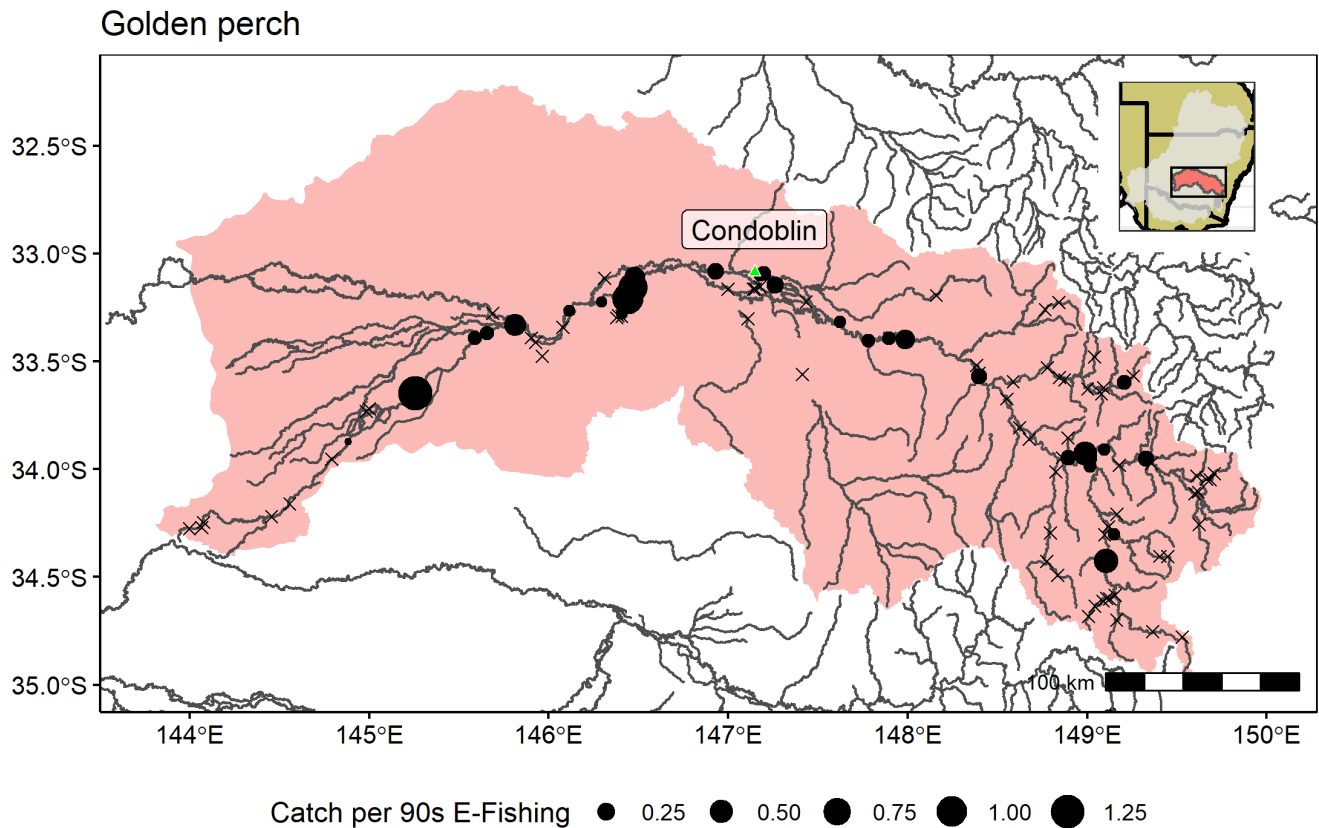 Golden perch
32.5°S
33.0°S
33.5°S
34.0°S
34.5°S
35.0°S
Condoblin
100 km
144°E 145°E 146°E 147°E 148°E 149°E 150°E
Catch per 90s E-Fishing 0.25 0.50 0.75 1.00 1.25